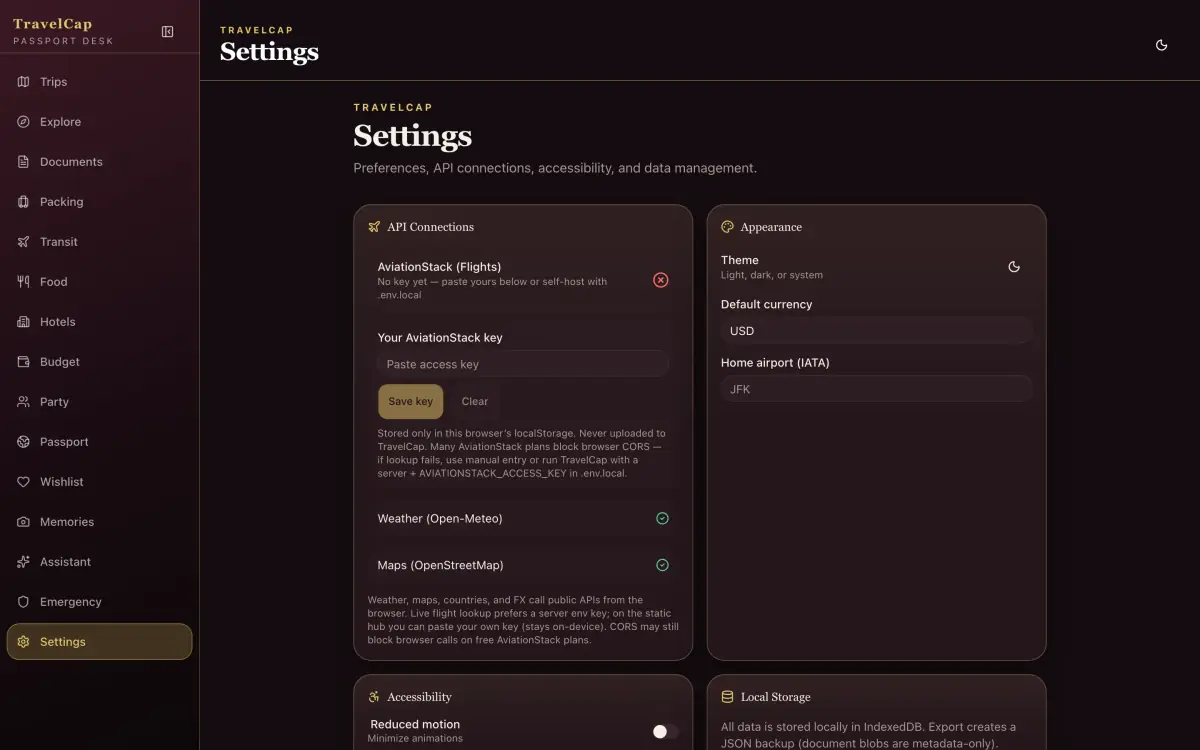 TravelCap
PASSPORT DESK
Trips
Explore
Documents
Packing
Transit
Food
Hotels
Budget
Party
Passport
Wishlist
Memories
Assistant
Emergency
Settings
TRAVELCAP
Settings
TRAVELCAP
Settings
Preferences, API connections, accessibility, and data management.
API Connections
AviationStack (Flights)
No key yet — paste yours below or self-host with
.env.local
Your AviationStack key
Paste access key
Save key
Clear
Stored only in this browser's localStorage. Never uploaded to
TravelCap. Many AviationStack plans block browser CORS —
if lookup fails, use manual entry or run TravelCap with a
server + AVIATIONSTACK_ACCESS_KEY in .env.local.
Weather (Open-Meteo)
Maps (OpenStreetMap)
Weather, maps, countries, and FX call public APIs from the
browser. Live flight lookup prefers a server env key; on the static
hub you can paste your own key (stays on-device). CORS may still
block browser calls on free AviationStack plans.
Appearance
Theme
Light, dark, or system
Default currency
USD
Home airport (IATA)
JFK
Accessibility
Reduced motion
Minimize animations
Local Storage
All data is stored locally in IndexedDB. Export creates a
JSON backup (document blobs are metadata-only).